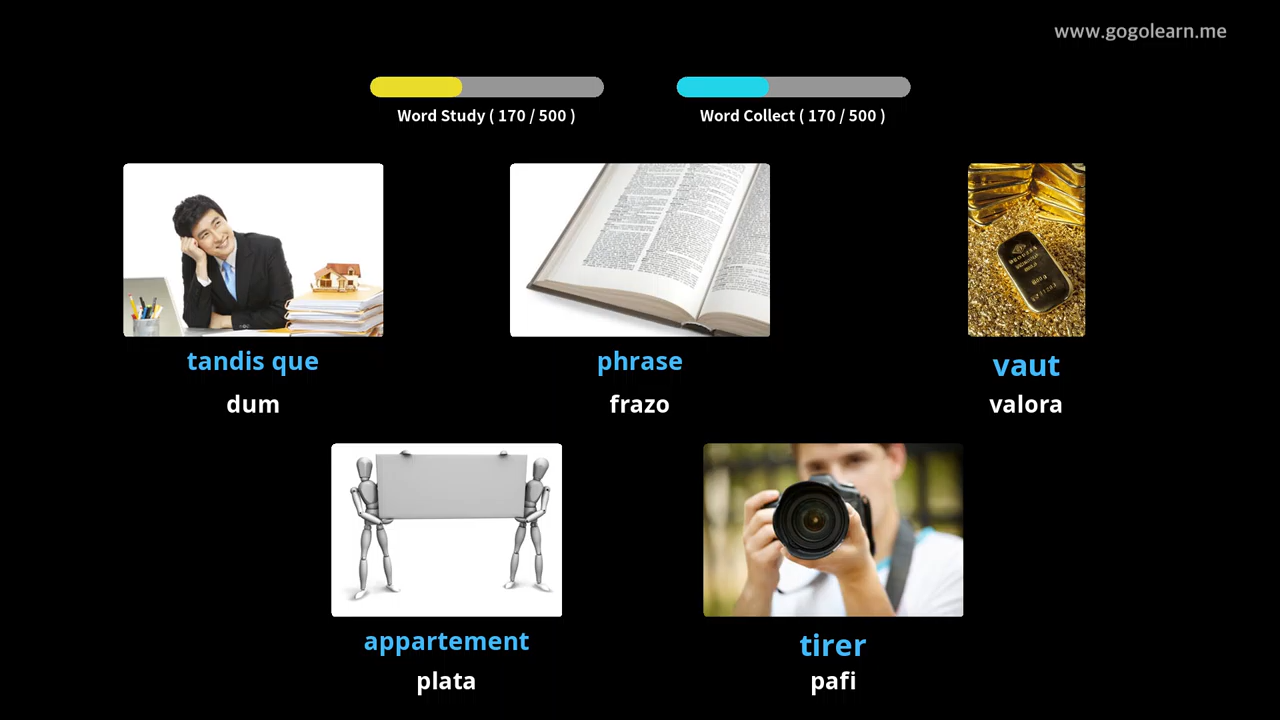 www.gogolearn.me
Word Study ( 170 / 500 )
Word Collect ( 170 / 500 )
tandis que
dum
phrase
frazo
vaut
valora
appartement
plata
tirer
pafi